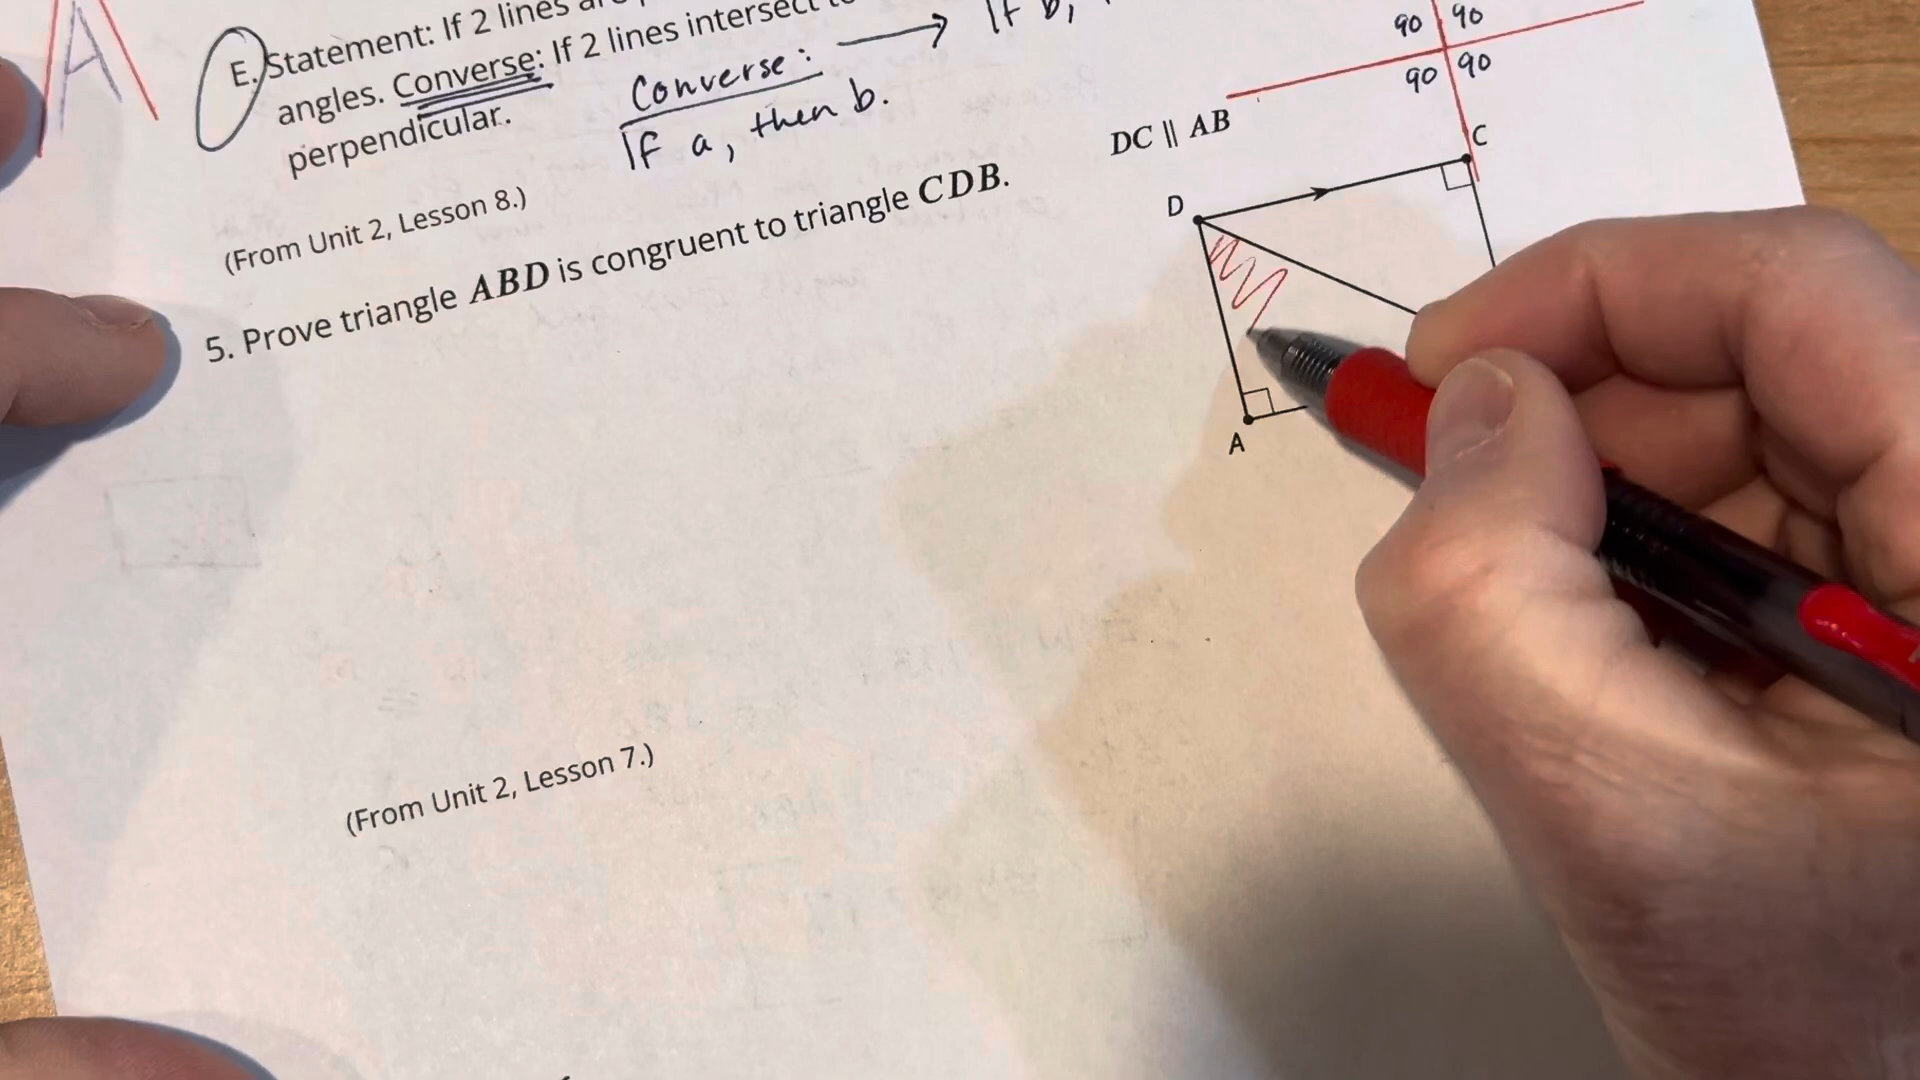 E. Statement: If 2 lines
angles. Converse: If 2 lines intersect
perpendicular.
Converse: → If b,
If a, then b.
(From Unit 2, Lesson 8.)
5. Prove triangle ABD is congruent to triangle CDB.
90 90
90 90
DC ∥ AB
C
D
A
(From Unit 2, Lesson 7.)
A